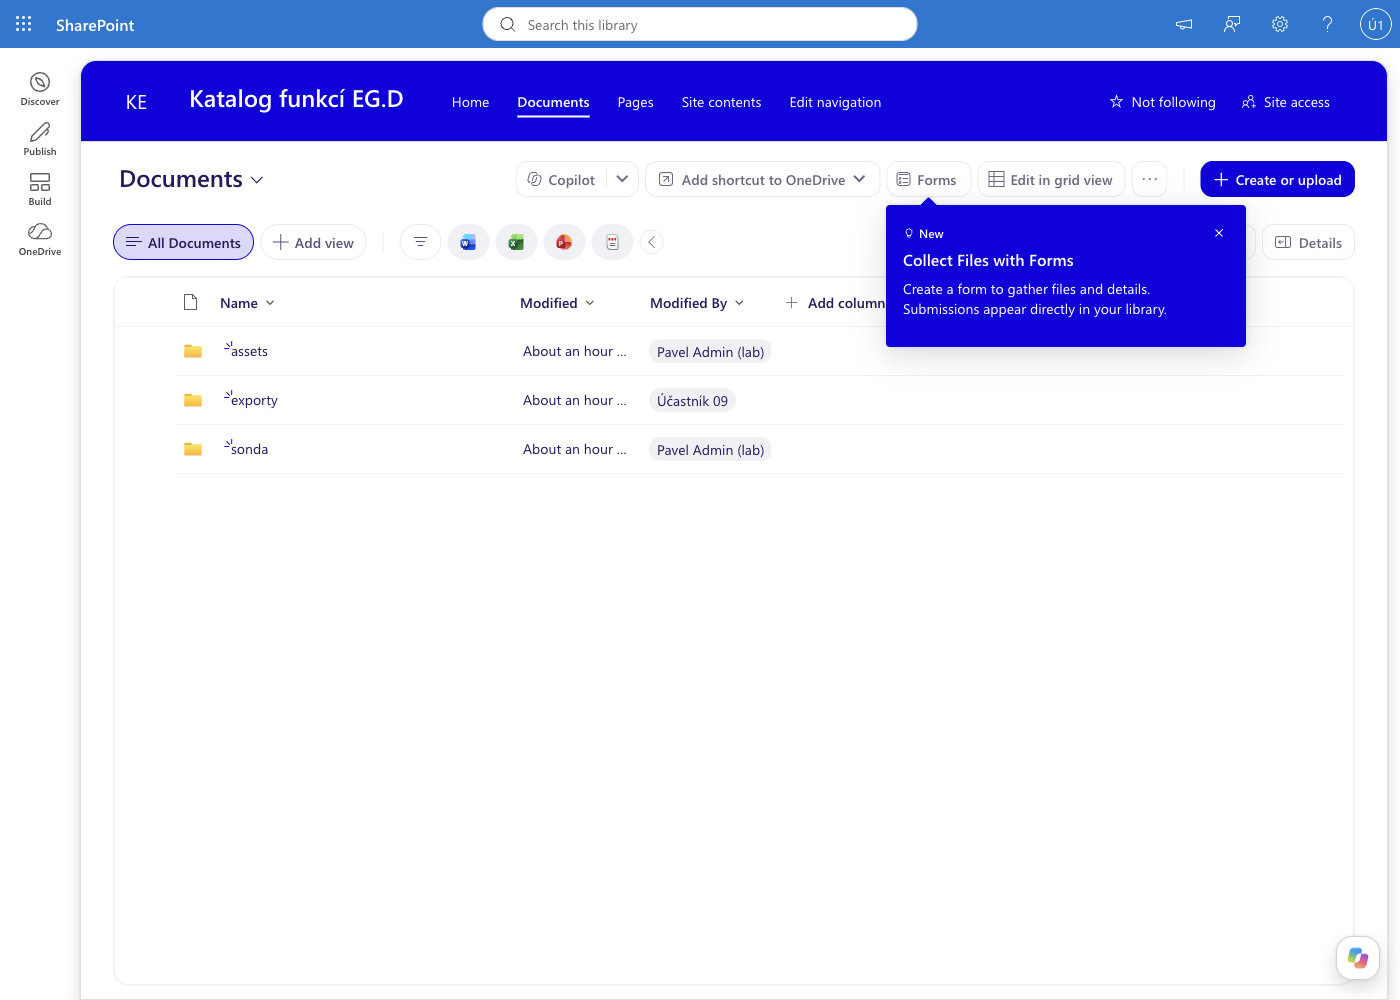 SharePoint
Search this library
Ú1
Discover
Publish
Build
OneDrive
KE
Katalog funkcí EG.D
Home
Documents
Pages
Site contents
Edit navigation
Not following
Site access
Documents
Copilot
Add shortcut to OneDrive
Forms
Edit in grid view
...
Create or upload
All Documents
Add view
Details
New
Collect Files with Forms
Create a form to gather files and details.
Submissions appear directly in your library.
Name
Modified
Modified By
Add column
assets
About an hour ...
Pavel Admin (lab)
exporty
About an hour ...
Účastník 09
sonda
About an hour ...
Pavel Admin (lab)